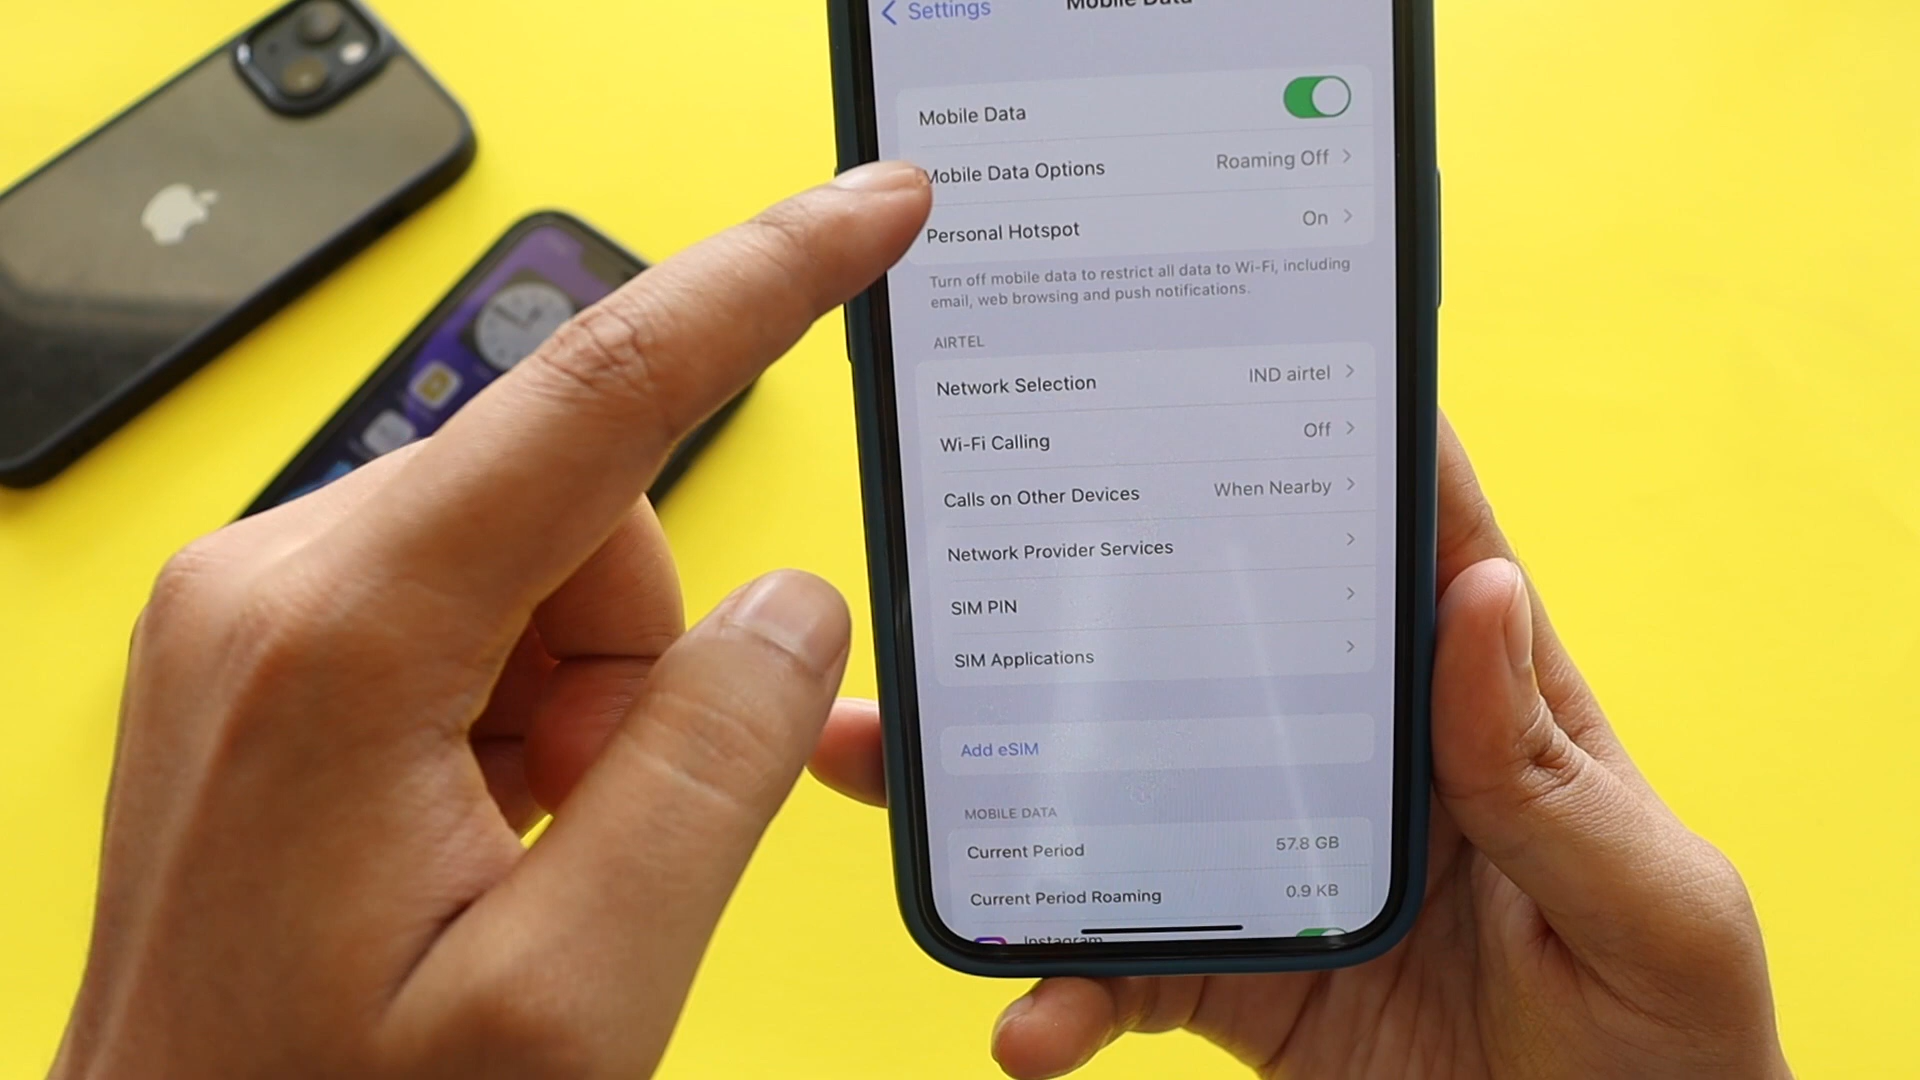 Settings
Mobile Data
Mobile Data
Mobile Data Options Roaming Off
Personal Hotspot On
Turn off mobile data to restrict all data to Wi-Fi, including
email, web browsing and push notifications.
AIRTEL
Network Selection IND airtel
Wi-Fi Calling Off
Calls on Other Devices When Nearby
Network Provider Services
SIM PIN
SIM Applications
Add eSIM
MOBILE DATA
Current Period 57.8 GB
Current Period Roaming 0.9 KB
Instagram